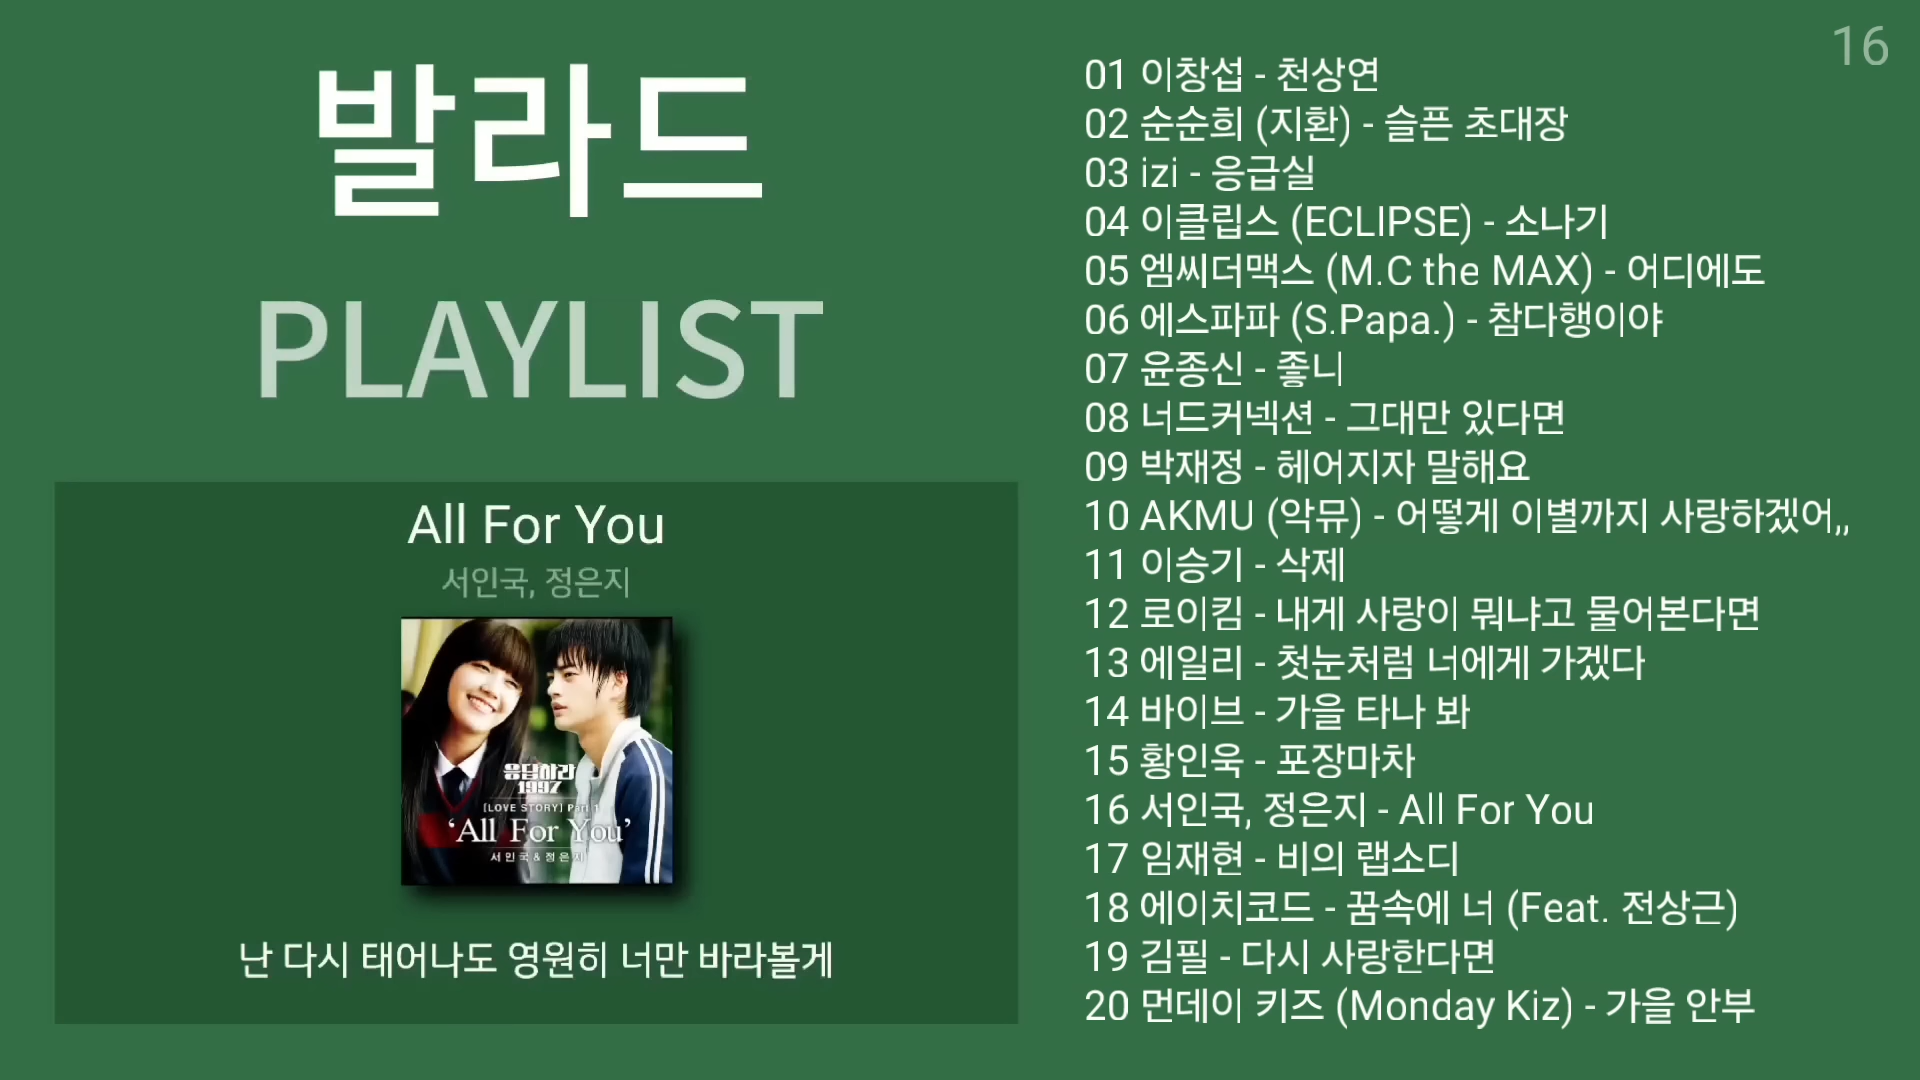 16
발라드
PLAYLIST
All For You
서인국, 정은지
응답하라
1997
[LOVE STORY] Part 1
‘All For You’
서인국&정은지
난 다시 태어나도 영원히 너만 바라볼게
01 이창섭 - 천상연
02 순순희 (지환) - 슬픈 초대장
03 izi - 응급실
04 이클립스 (ECLIPSE) - 소나기
05 엠씨더맥스 (M.C the MAX) - 어디에도
06 에스파파 (S.Papa.) - 참다행이야
07 윤종신 - 좋니
08 너드커넥션 - 그대만 있다면
09 박재정 - 헤어지자 말해요
10 AKMU (악뮤) - 어떻게 이별까지 사랑하겠어,,
11 이승기 - 삭제
12 로이킴 - 내게 사랑이 뭐냐고 물어본다면
13 에일리 - 첫눈처럼 너에게 가겠다
14 바이브 - 가을 타나 봐
15 황인욱 - 포장마차
16 서인국, 정은지 - All For You
17 임재현 - 비의 랩소디
18 에이치코드 - 꿈속에 너 (Feat. 전상근)
19 김필 - 다시 사랑한다면
20 먼데이 키즈 (Monday Kiz) - 가을 안부